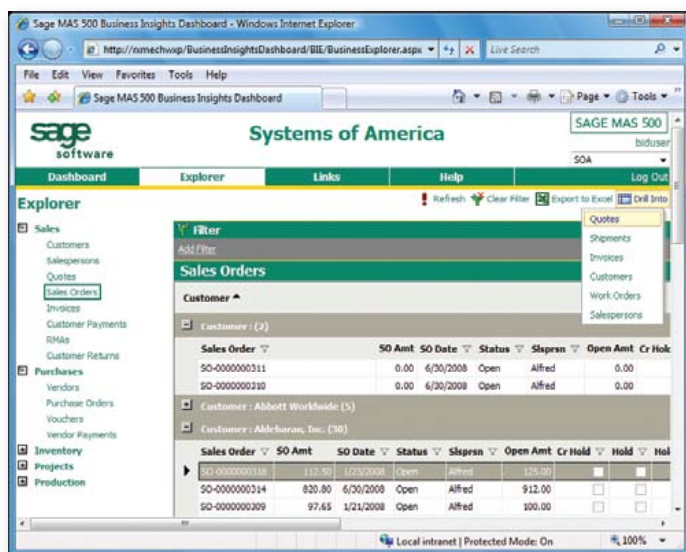 Sage MAS 500 Business Insights Dashboard - Windows Internet Explorer
http://nmechwxp/BusinessInsightsDashboard/BIE/BusinessExplorer.aspx
Live Search
File Edit View Favorites Tools Help
Sage MAS 500 Business Insights Dashboard
Page Tools
sage software
Systems of America
SAGE MAS 500
biduser
SOA
Dashboard Explorer Links Help Log Out
Explorer
Refresh Clear Filter Export to Excel Drill Into
Quotes
Shipments
Invoices
Customers
Work Orders
Salespersons
Sales
Customers
Salespersons
Quotes
Sales Orders
Invoices
Customer Payments
RMAs
Customer Returns
Purchases
Vendors
Purchase Orders
Vouchers
Vendor Payments
Inventory
Projects
Production
Filter
Add Filter
Sales Orders
Customer
Customer : (2)
Sales Order SO Amt SO Date Status Slsprsn Open Amt Cr Hold
SO-0000000311 0.00 6/30/2008 Open Alfred 0.00
SO-0000000310 0.00 6/30/2008 Open Alfred 0.00
Customer : Abbott Worldwide (5)
Customer : Aldebaran, Inc. (30)
Sales Order SO Amt SO Date Status Slsprsn Open Amt Cr Hold Hold Hol
SO-0000000318 112.50 1/23/2008 Open Alfred 125.00
SO-0000000314 820.80 6/30/2008 Open Alfred 912.00
SO-0000000309 97.65 1/21/2008 Open Alfred 100.00
Local intranet | Protected Mode: On
100%